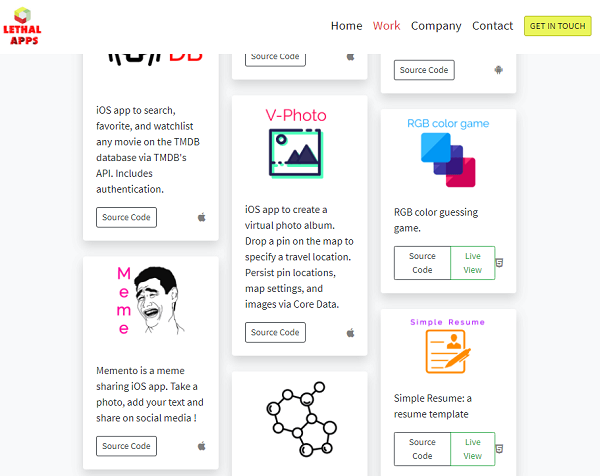 LETHAL
APPS
Home Work Company Contact GET IN TOUCH
DB
iOS app to search,
favorite, and watchlist
any movie on the TMDB
database via TMDB's
API. Includes
authentication.
Source Code
M
e
m
e
Memento is a meme
sharing iOS app. Take a
photo, add your text and
share on social media !
Source Code
Source Code
V-Photo
iOS app to create a
virtual photo album.
Drop a pin on the map to
specify a travel location.
Persist pin locations,
map settings, and
images via Core Data.
Source Code
Source Code
RGB color game
RGB color guessing
game.
Source
Code
Live
View
Simple Resume
Simple Resume: a
resume template
Source
Code
Live
View